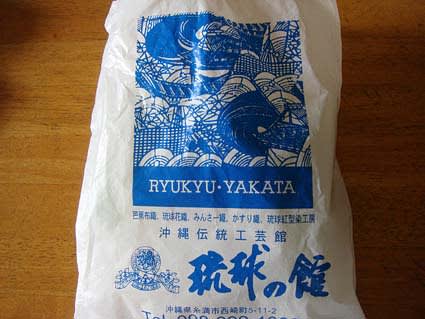 RYUKYU・YAKATA
芭蕉布織、琉球花織、みんさー織、かすり織、琉球紅型染工房
沖縄伝統工芸館
琉球の館
沖縄県糸満市西崎町5-11-2
Tel